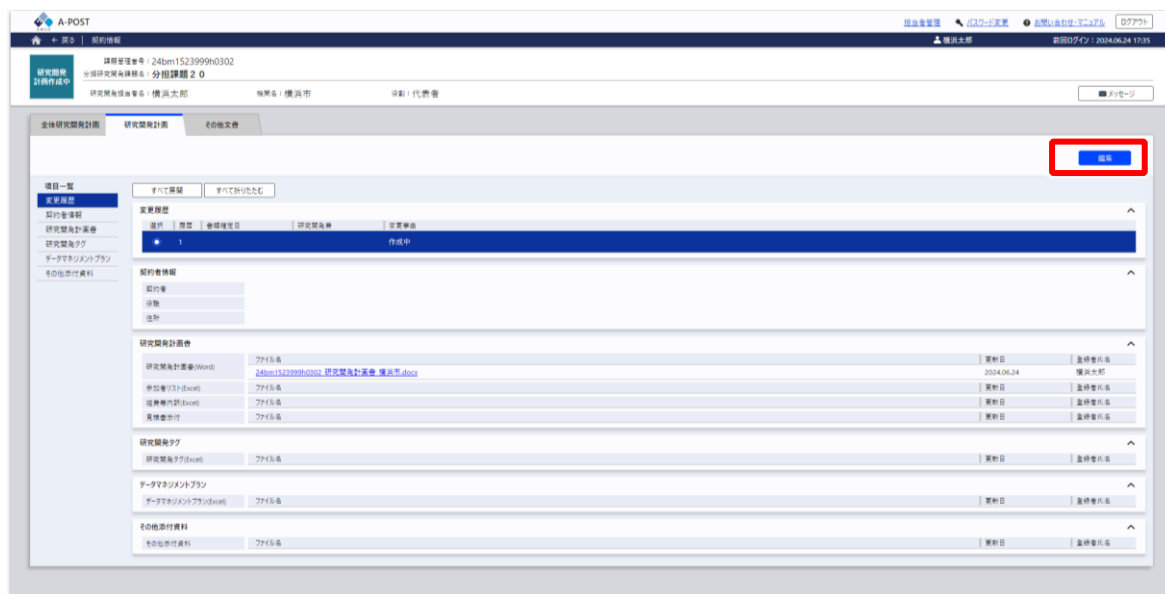 A-POST
担当者管理 パスワード変更 お問い合わせ・マニュアル ログアウト
← 戻る | 契約情報 横浜太郎 前回ログイン：2024.06.24 17:35
研究開発
計画作成中
課題管理番号：24bm1523999h0302
分担研究開発課題名：分担課題２０
研究開発担当者名：横浜太郎 機関名：横浜市 役割：代表者 メッセージ
全体研究開発計画 研究開発計画 その他文書
編集
項目一覧
変更履歴
契約者情報
研究開発計画書
研究開発タグ
データマネジメントプラン
その他添付資料
すべて展開 すべて折りたたむ
変更履歴
選択 履歴 書類確定日 研究開発費 変更事由
1 作成中
契約者情報
契約者
役職
住所
研究開発計画書
研究開発計画書(Word) ファイル名 更新日 登録者氏名
24bm1523999h0302_研究開発計画書_横浜市.docx 2024.06.24 横浜太郎
参加者リスト(Excel) ファイル名 更新日 登録者氏名
経費等内訳(Excel) ファイル名 更新日 登録者氏名
見積書添付 ファイル名 更新日 登録者氏名
研究開発タグ
研究開発タグ(Excel) ファイル名 更新日 登録者氏名
データマネジメントプラン
データマネジメントプラン(Excel) ファイル名 更新日 登録者氏名
その他添付資料
その他添付資料 ファイル名 更新日 登録者氏名